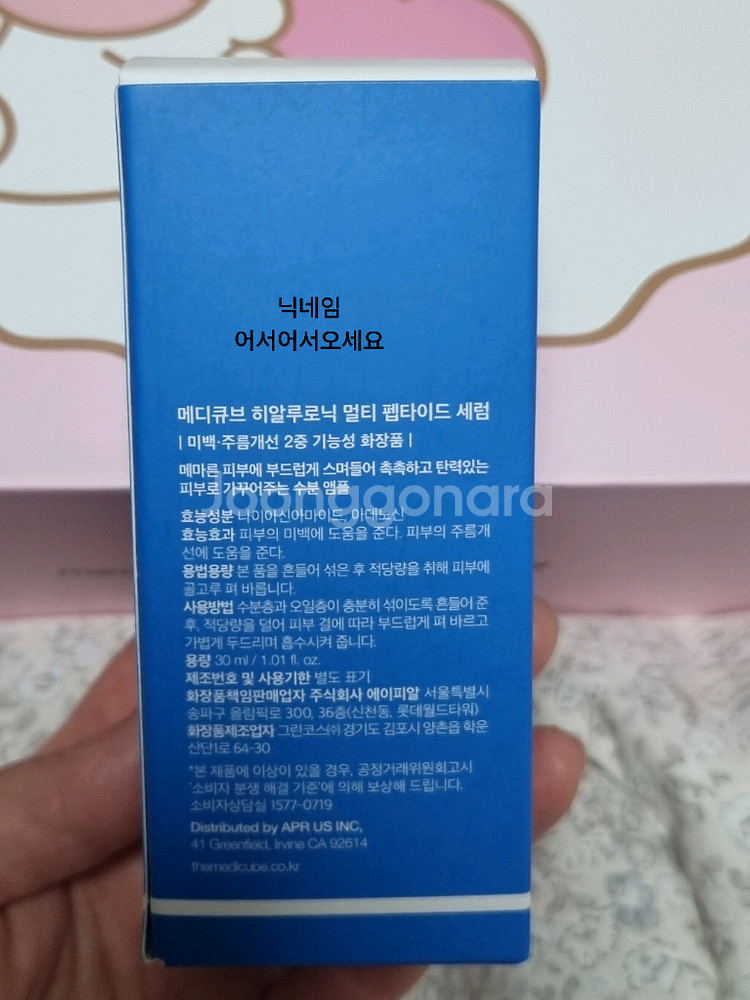 닉네임
어서어서오세요
메디큐브 히알루로닉 멀티 펩타이드 세럼
| 미백·주름개선 2중 기능성 화장품 |
메마른 피부에 부드럽게 스며들어 촉촉하고 탄력있는
피부로 가꾸어주는 수분 앰플
Joonggonara
효능성분 나이아신아마이드, 아데노신
효능효과 피부의 미백에 도움을 준다. 피부의 주름개
선에 도움을 준다.
용법용량 본 품을 흔들어 섞은 후 적당량을 취해 피부에
골고루 펴 바릅니다.
사용방법 수분층과 오일층이 충분히 섞이도록 흔들어 준
후, 적당량을 덜어 피부 결에 따라 부드럽게 펴 바르고
가볍게 두드리며 흡수시켜 줍니다.
용량 30 ml / 1.01 fl. oz.
제조번호 및 사용기한 별도 표기
화장품책임판매업자 주식회사 에이피알 서울특별시
송파구 올림픽로 300, 36층(신천동, 롯데월드타워)
화장품제조업자 그린코스㈜ 경기도 김포시 양촌읍 학운
산단1로 64-30
*본 제품에 이상이 있을 경우, 공정거래위원회고시
'소비자 분쟁 해결 기준'에 의해 보상해 드립니다.
소비자상담실 1577-0719
Distributed by APR US INC,
41 Greenfield, Irvine CA 92614
themedicube.co.kr